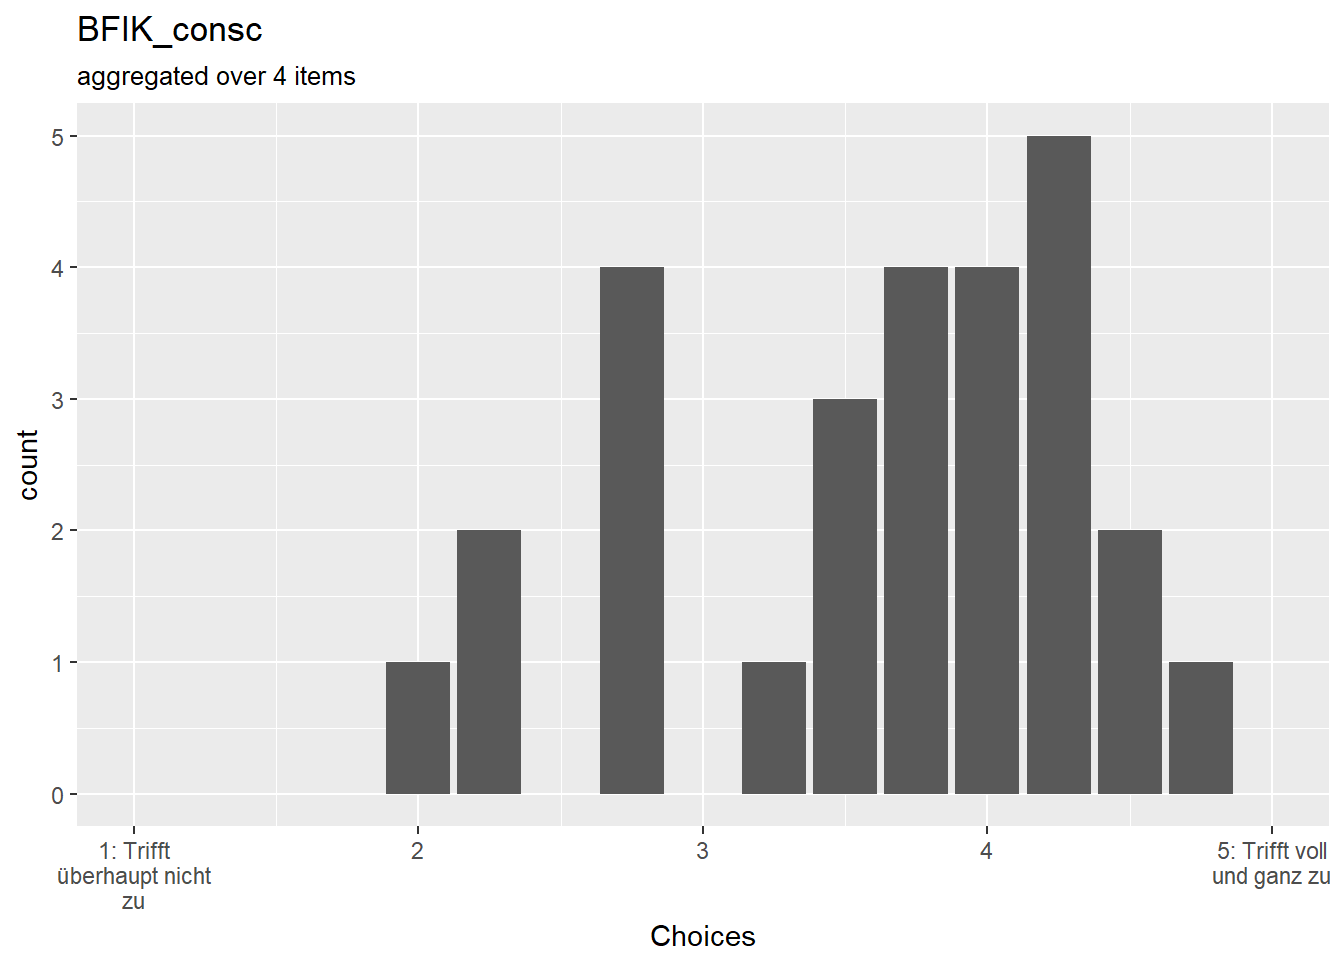 BFIK_consc
aggregated over 4 items
5
4
3
2
1
0
count
1: Trifft
überhaupt nicht
zu
2
3
4
5: Trifft voll
und ganz zu
Choices